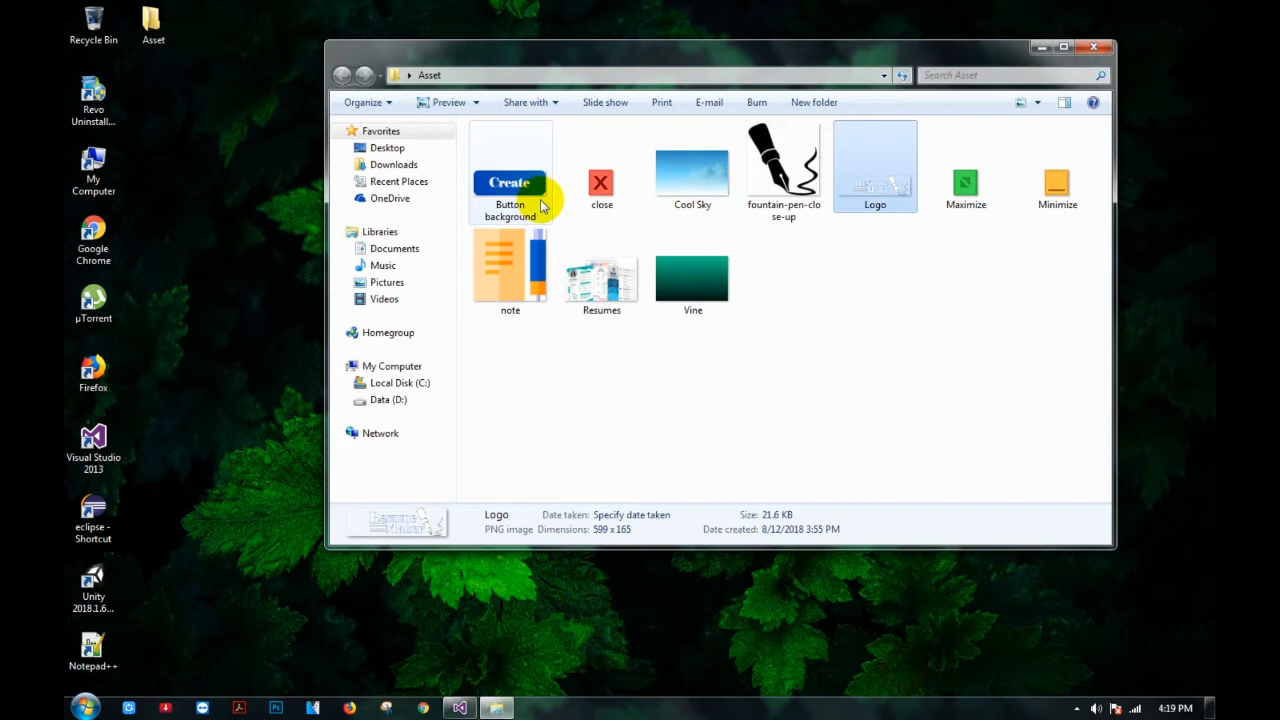 Recycle Bin
Asset
Revo
Uninstall...
My
Computer
Google
Chrome
µTorrent
Firefox
Visual Studio
2013
eclipse -
Shortcut
Unity
2018.1.6...
Notepad++
Asset
Search Asset
Organize
Preview
Share with
Slide show
Print
E-mail
Burn
New folder
Favorites
Desktop
Downloads
Recent Places
OneDrive
Libraries
Documents
Music
Pictures
Videos
Homegroup
My Computer
Local Disk (C:)
Data (D:)
Network
Create
Button
background
close
Cool Sky
fountain-pen-clo
se-up
Logo
Maximize
Minimize
note
Resumes
Vine
Resume
Maker
Logo
Date taken: Specify date taken
Size: 21.6 KB
PNG image
Dimensions: 599 x 165
Date created: 8/12/2018 3:55 PM
Ps
4:19 PM